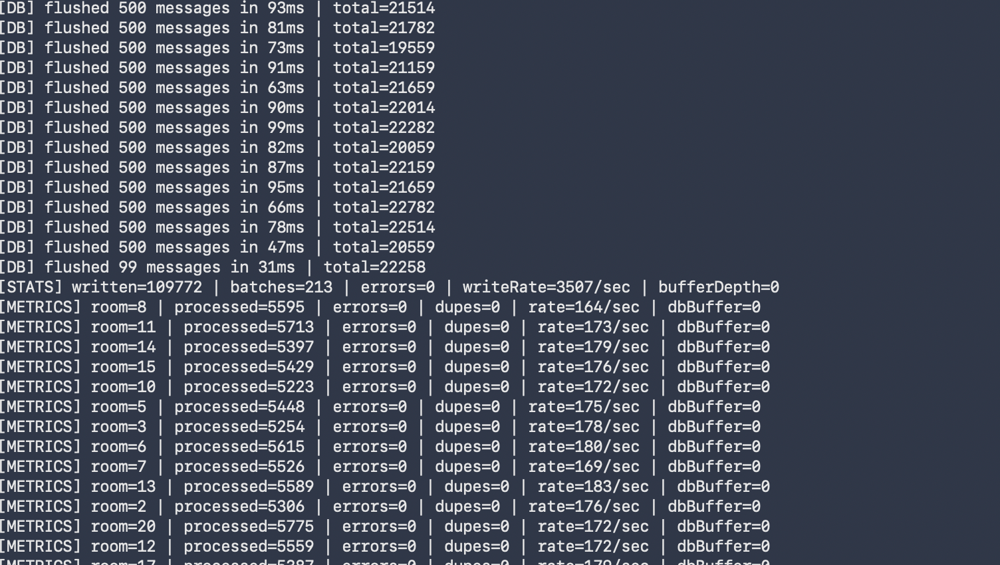 [DB] flushed 500 messages in 93ms | total=21514
[DB] flushed 500 messages in 81ms | total=21782
[DB] flushed 500 messages in 73ms | total=19559
[DB] flushed 500 messages in 91ms | total=21159
[DB] flushed 500 messages in 63ms | total=21659
[DB] flushed 500 messages in 90ms | total=22014
[DB] flushed 500 messages in 99ms | total=22282
[DB] flushed 500 messages in 82ms | total=20059
[DB] flushed 500 messages in 87ms | total=22159
[DB] flushed 500 messages in 95ms | total=21659
[DB] flushed 500 messages in 66ms | total=22782
[DB] flushed 500 messages in 78ms | total=22514
[DB] flushed 500 messages in 47ms | total=20559
[DB] flushed 99 messages in 31ms | total=22258
[STATS] written=109772 | batches=213 | errors=0 | writeRate=3507/sec | bufferDepth=0
[METRICS] room=8 | processed=5595 | errors=0 | dupes=0 | rate=164/sec | dbBuffer=0
[METRICS] room=11 | processed=5713 | errors=0 | dupes=0 | rate=173/sec | dbBuffer=0
[METRICS] room=14 | processed=5397 | errors=0 | dupes=0 | rate=179/sec | dbBuffer=0
[METRICS] room=15 | processed=5429 | errors=0 | dupes=0 | rate=176/sec | dbBuffer=0
[METRICS] room=10 | processed=5223 | errors=0 | dupes=0 | rate=172/sec | dbBuffer=0
[METRICS] room=5 | processed=5448 | errors=0 | dupes=0 | rate=175/sec | dbBuffer=0
[METRICS] room=3 | processed=5254 | errors=0 | dupes=0 | rate=178/sec | dbBuffer=0
[METRICS] room=6 | processed=5615 | errors=0 | dupes=0 | rate=180/sec | dbBuffer=0
[METRICS] room=7 | processed=5526 | errors=0 | dupes=0 | rate=169/sec | dbBuffer=0
[METRICS] room=13 | processed=5589 | errors=0 | dupes=0 | rate=183/sec | dbBuffer=0
[METRICS] room=2 | processed=5306 | errors=0 | dupes=0 | rate=176/sec | dbBuffer=0
[METRICS] room=20 | processed=5775 | errors=0 | dupes=0 | rate=172/sec | dbBuffer=0
[METRICS] room=12 | processed=5559 | errors=0 | dupes=0 | rate=172/sec | dbBuffer=0